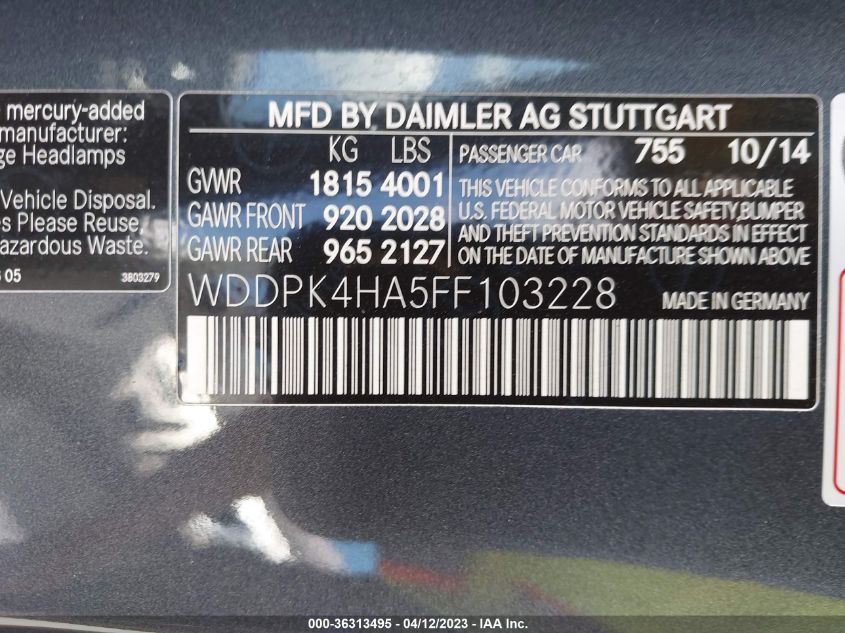 mercury-added
manufacturer:
Headlamps
Vehicle Disposal.
Please Reuse,
Hazardous Waste.
05
3803279
MFD BY DAIMLER AG STUTTGART
KG LBS
GVWR 1815 4001
GAWR FRONT 920 2028
GAWR REAR 965 2127
PASSENGER CAR 755 10/14
THIS VEHICLE CONFORMS TO ALL APPLICABLE
U.S. FEDERAL MOTOR VEHICLE SAFETY, BUMPER
AND THEFT PREVENTION STANDARDS IN EFFECT
ON THE DATE OF MANUFACTURE SHOWN ABOVE
WDDPK4HA5FF103228 MADE IN GERMANY
000-36313495 - 04/12/2023 - IAA Inc.